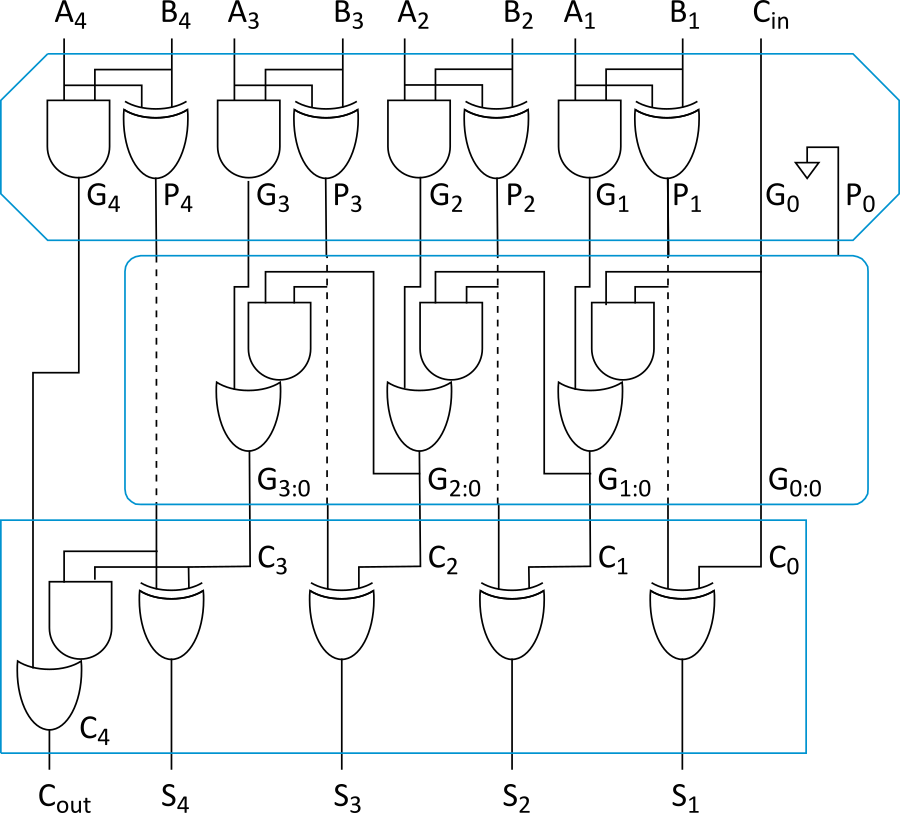 A4 B4 A3 B3 A2 B2 A1 B1 Cin
G4 P4 G3 P3 G2 P2 G1 P1 G0 P0
G3:0 G2:0 G1:0 G0:0
C3 C2 C1 C0
C4
Cout S4 S3 S2 S1